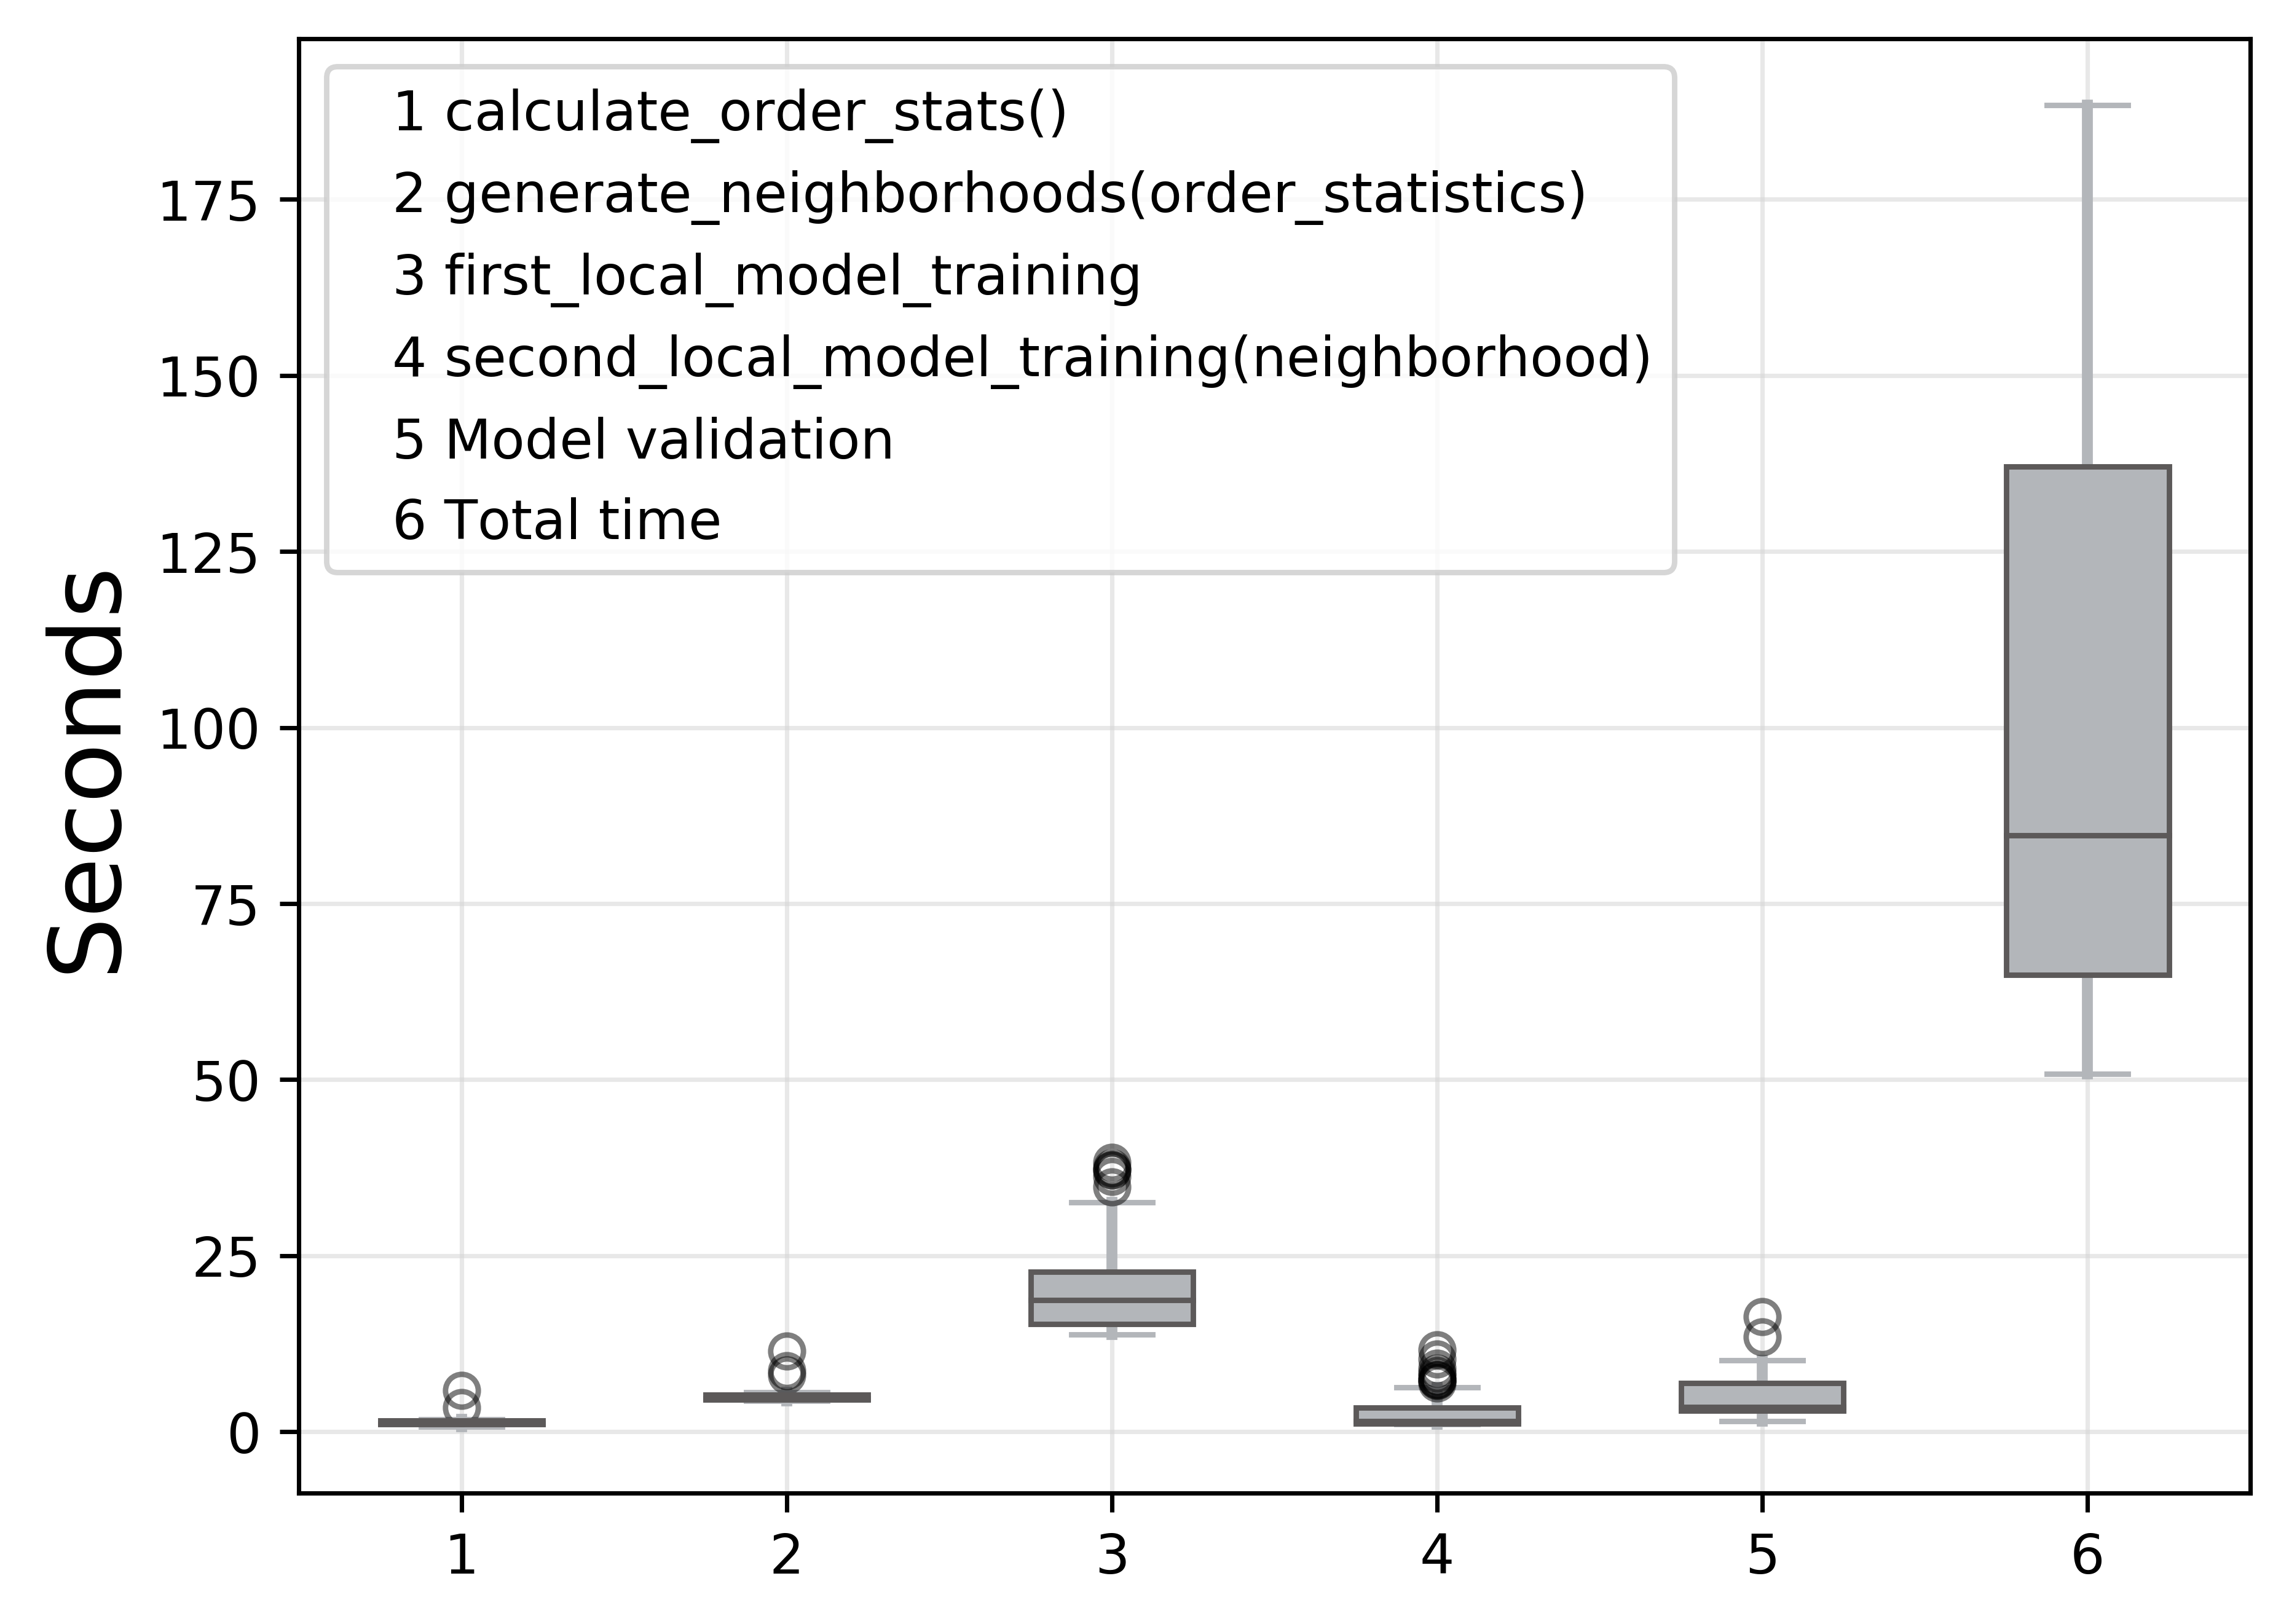 1 calculate_order_stats()
2 generate_neighborhoods(order_statistics)
3 first_local_model_training
4 second_local_model_training(neighborhood)
5 Model validation
6 Total time
Seconds
175
150
125
100
75
50
25
0
1 2 3 4 5 6